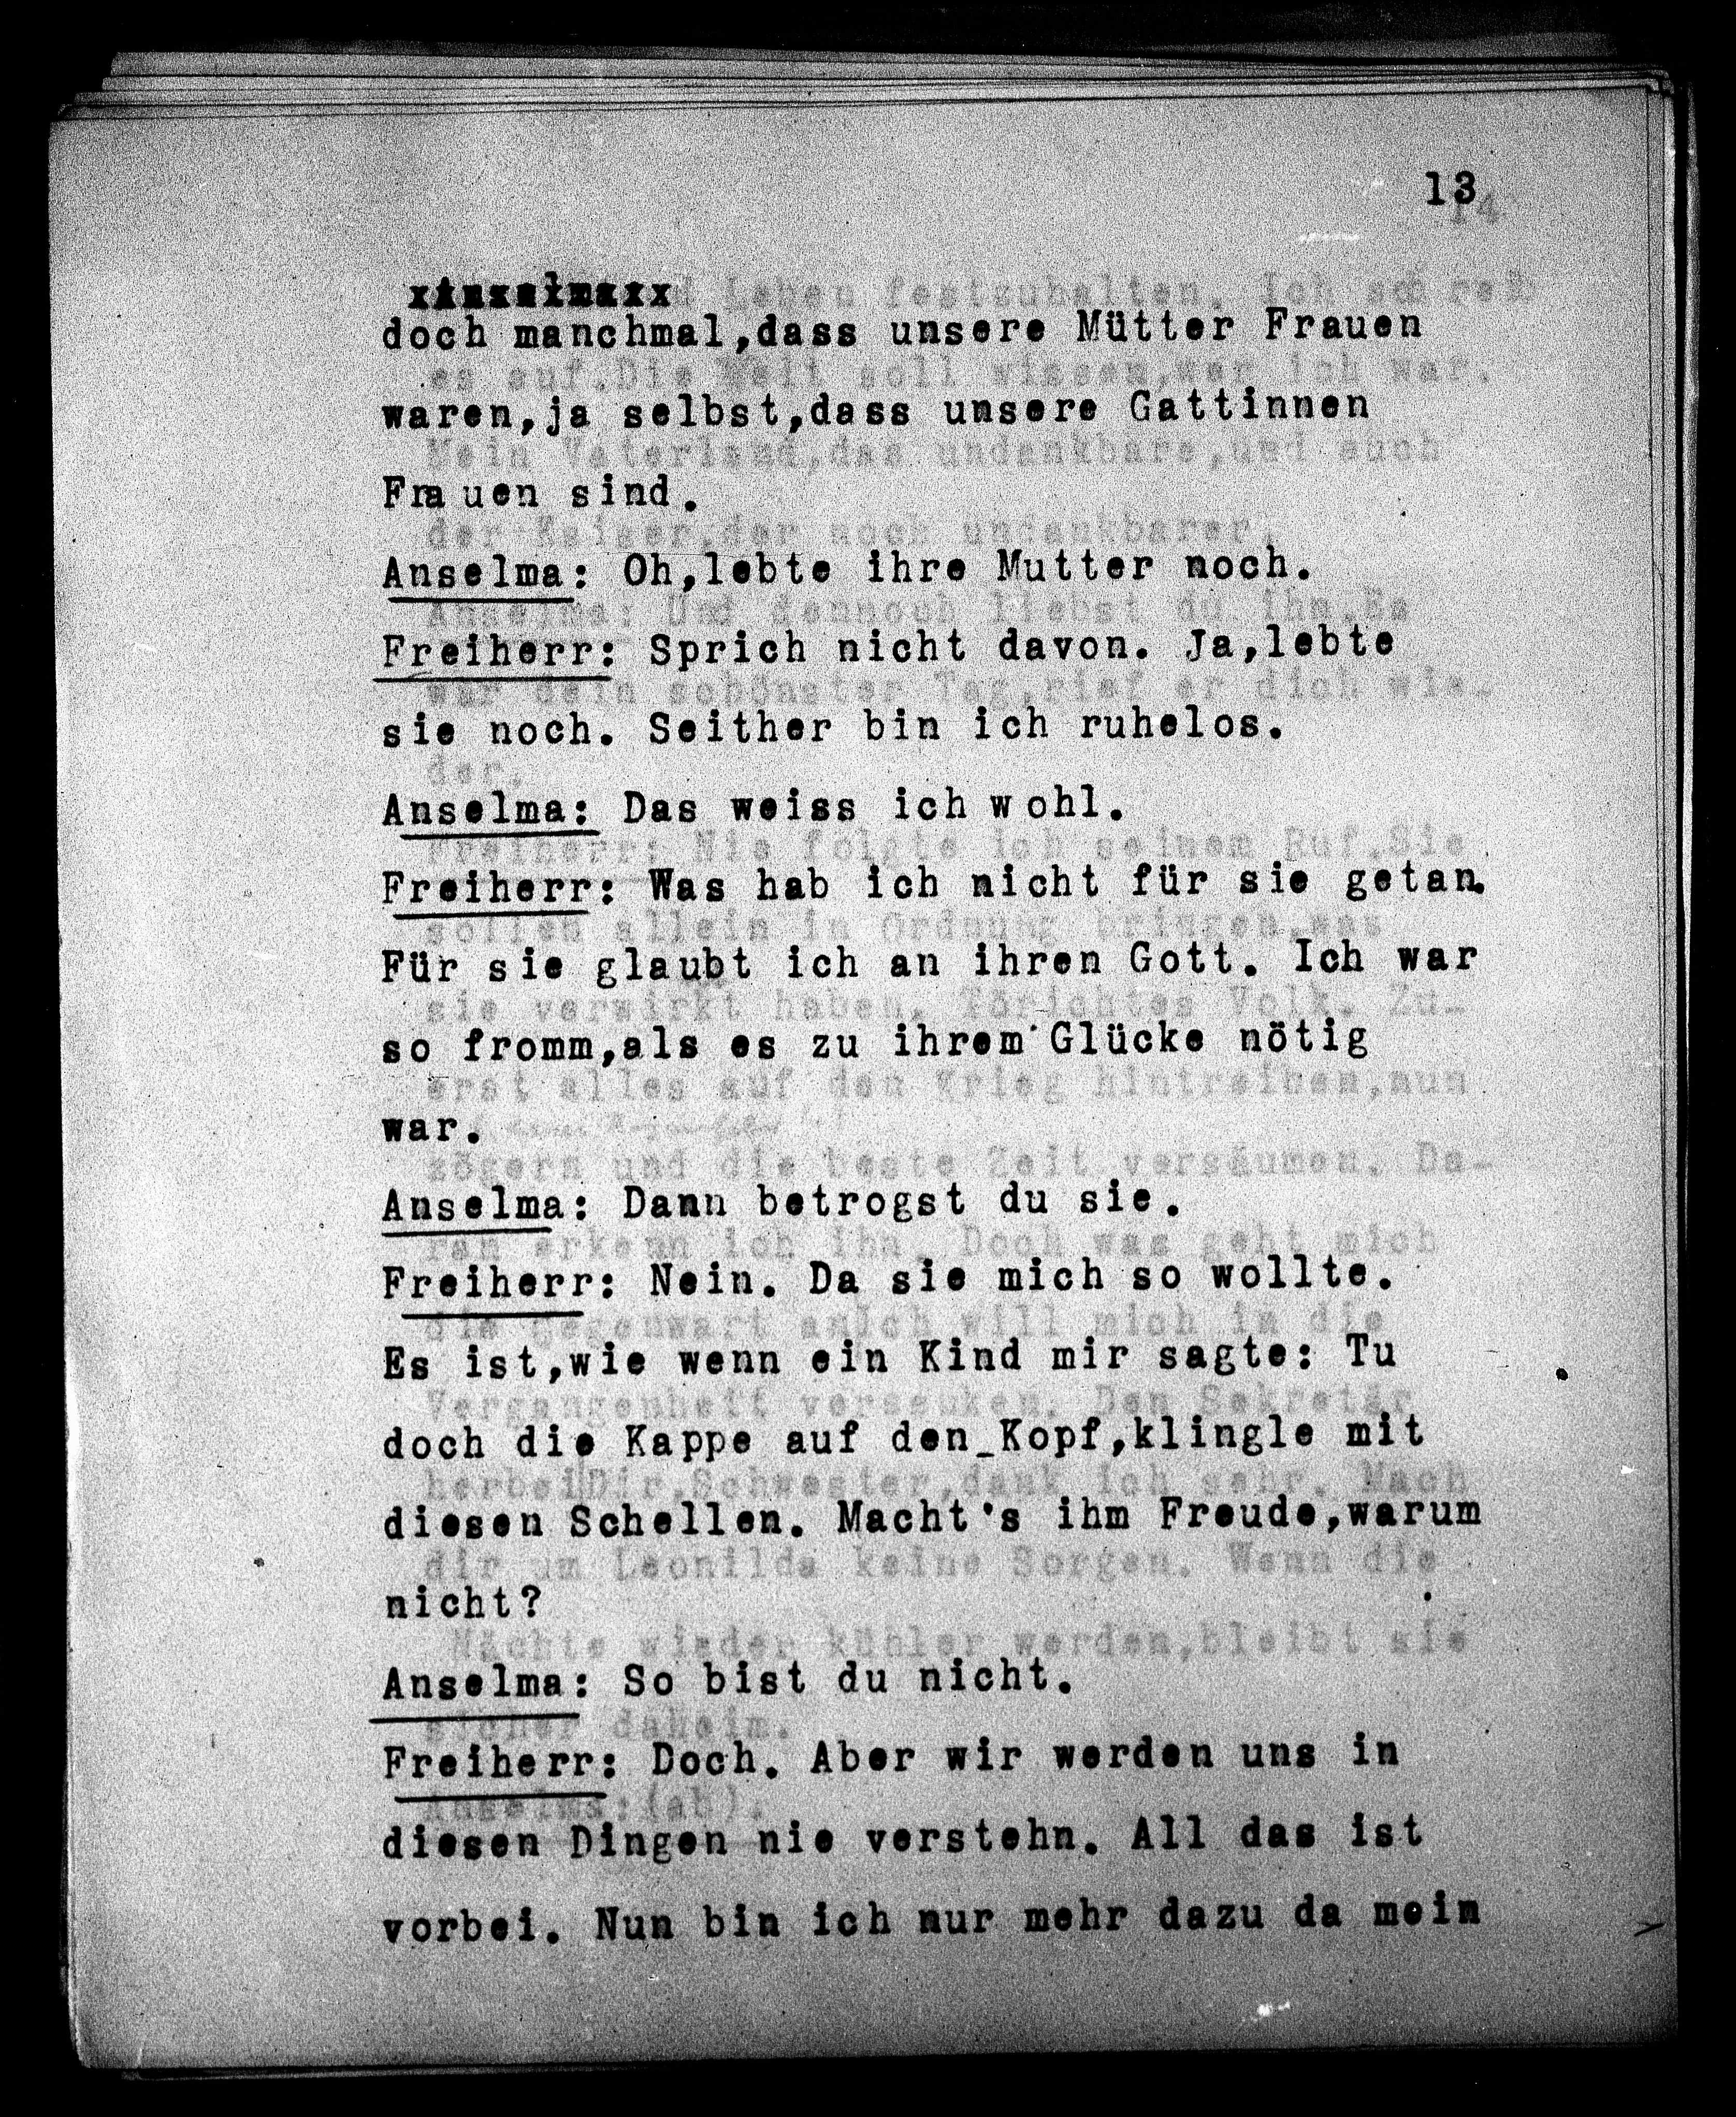 13
doch manchmal,dass unsere Mütter Frauen
waren,ja selbst,dass unsere Gattinnen
Frauen sind.
Anselma: Oh,lebte ihre Mutter noch.
Freiherr: Sprich nicht davon. Ja,lebte
sie noch. Seither bin ich ruhelos.
Anselma: Das weiss ich wohl.
Freiherr: Was hab ich nicht für sie getan.
Für sie glaubt ich an ihren Gott. Ich war
so fromm,als es zu ihrem Glücke nötig
war.
Anselma: Dann betrogst du sie.
Freiherr: Nein. Da sie mich so wollte.
Es ist,wie wenn ein Kind mir sagte: Tu
doch die Kappe auf den_Kopf,klingle mit
diesen Schellen. Macht's ihm Freude,warum
nicht?
Anselma: So bist du nicht.
Freiherr: Doch. Aber wir werden uns in
diesen Dingen nie verstehn. All das ist
vorbei. Nun bin ich nur mehr dazu da mein